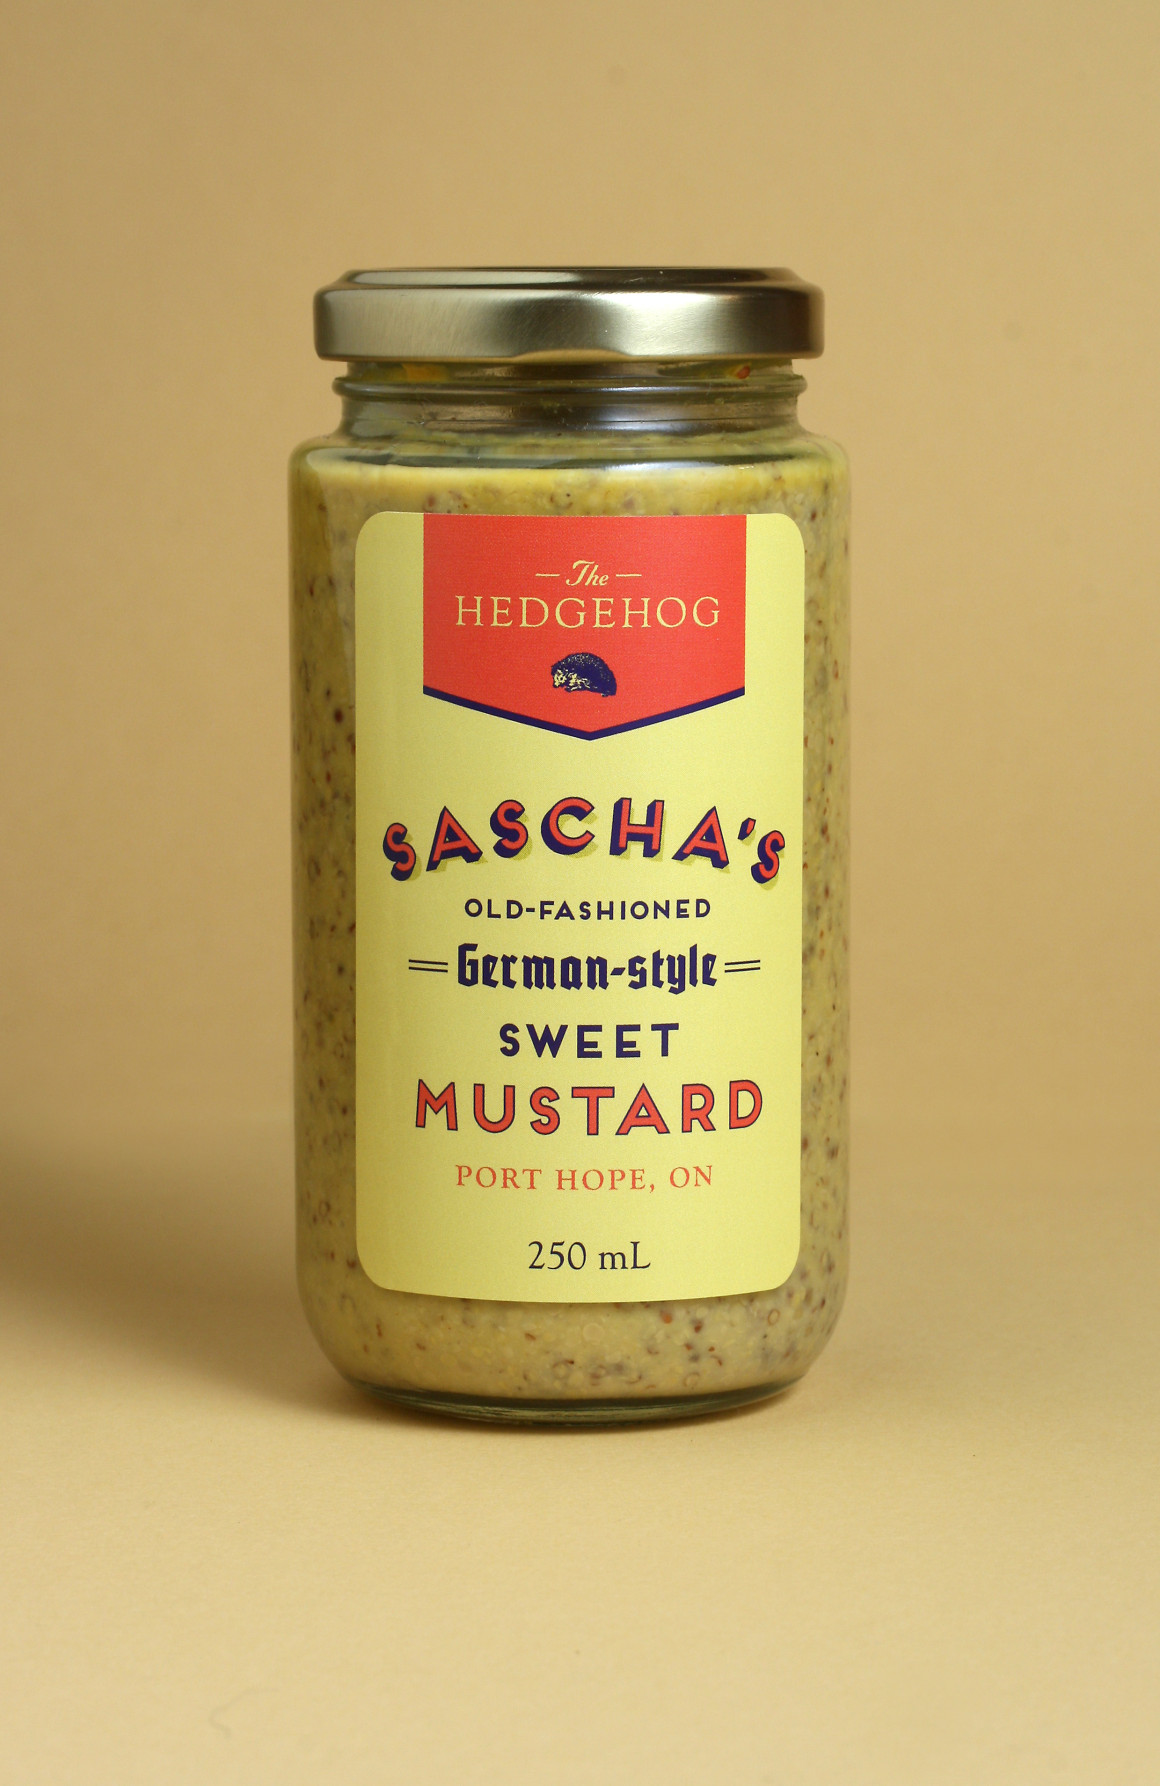 The
HEDGEHOG
SASCHA'S
OLD-FASHIONED
German-style
SWEET
MUSTARD
PORT HOPE, ON
250 mL